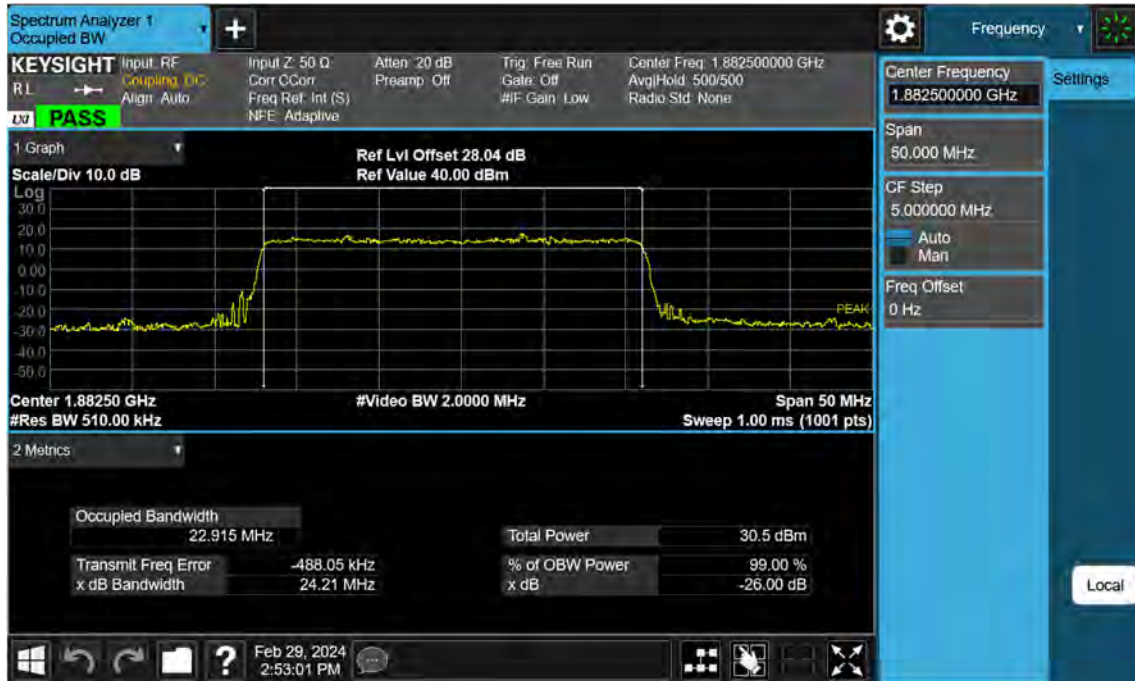 Spectrum Analyzer 1
Occupied BW
+
Frequency
KEYSIGHT
RL
Input: RF
Coupling: DC
Align: Auto
Input Z: 50 Ω
Corr CCorr
Freq Ref: Int (S)
NFE: Adaptive
Atten: 20 dB
Preamp: Off
Trig: Free Run
Gate: Off
#IF Gain: Low
Center Freq: 1.882500000 GHz
Avg|Hold: 500/500
Radio Std: None
LXI PASS
Center Frequency
1.882500000 GHz
Settings
Span
50.000 MHz
CF Step
5.000000 MHz
Auto
Man
Freq Offset
0 Hz
1 Graph
Ref Lvl Offset 28.04 dB
Scale/Div 10.0 dB
Ref Value 40.00 dBm
Log
30.0
20.0
10.0
0.00
-10.0
-20.0
-30.0
-40.0
-50.0
PEAK
Center 1.88250 GHz
#Video BW 2.0000 MHz
Span 50 MHz
#Res BW 510.00 kHz
Sweep 1.00 ms (1001 pts)
2 Metrics
Occupied Bandwidth
22.915 MHz
Total Power
30.5 dBm
Transmit Freq Error
-488.05 kHz
% of OBW Power
99.00 %
x dB Bandwidth
24.21 MHz
x dB
-26.00 dB
Local
?
Feb 29, 2024
2:53:01 PM